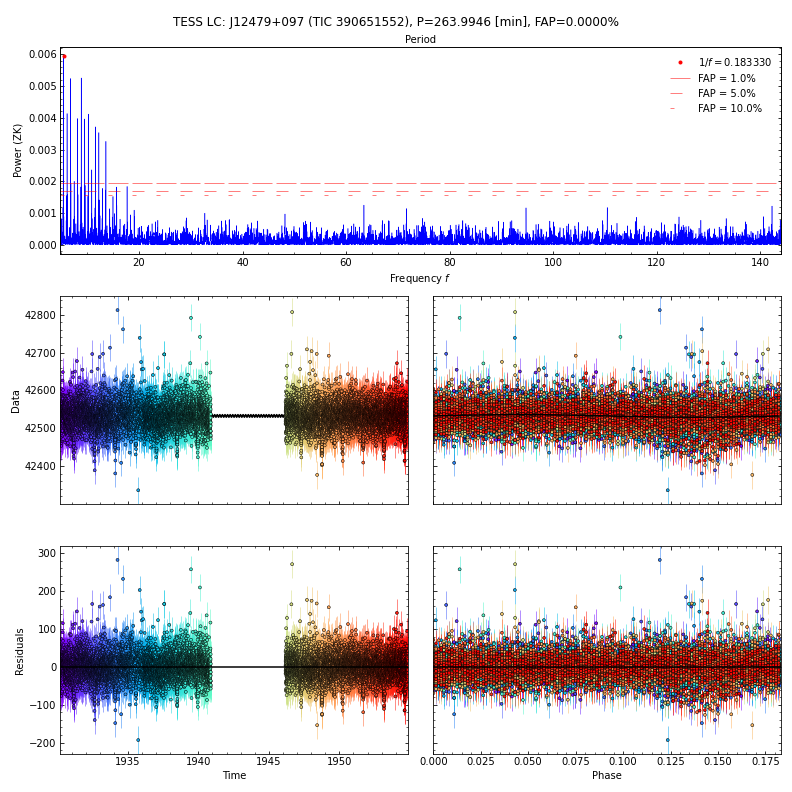 TESS LC: J12479+097 (TIC 390651552), P=263.9946 [min], FAP=0.0000%
Period
0.006
0.005
0.004
0.003
0.002
0.001
0.000
Power (ZK)
1/f = 0.183330
FAP = 1.0%
FAP = 5.0%
FAP = 10.0%
20 40 60 80 100 120 140
Frequency f
42800
42700
42600
42500
42400
Data
300
200
100
0
−100
−200
Residuals
1935 1940 1945 1950
Time
0.000 0.025 0.050 0.075 0.100 0.125 0.150 0.175
Phase